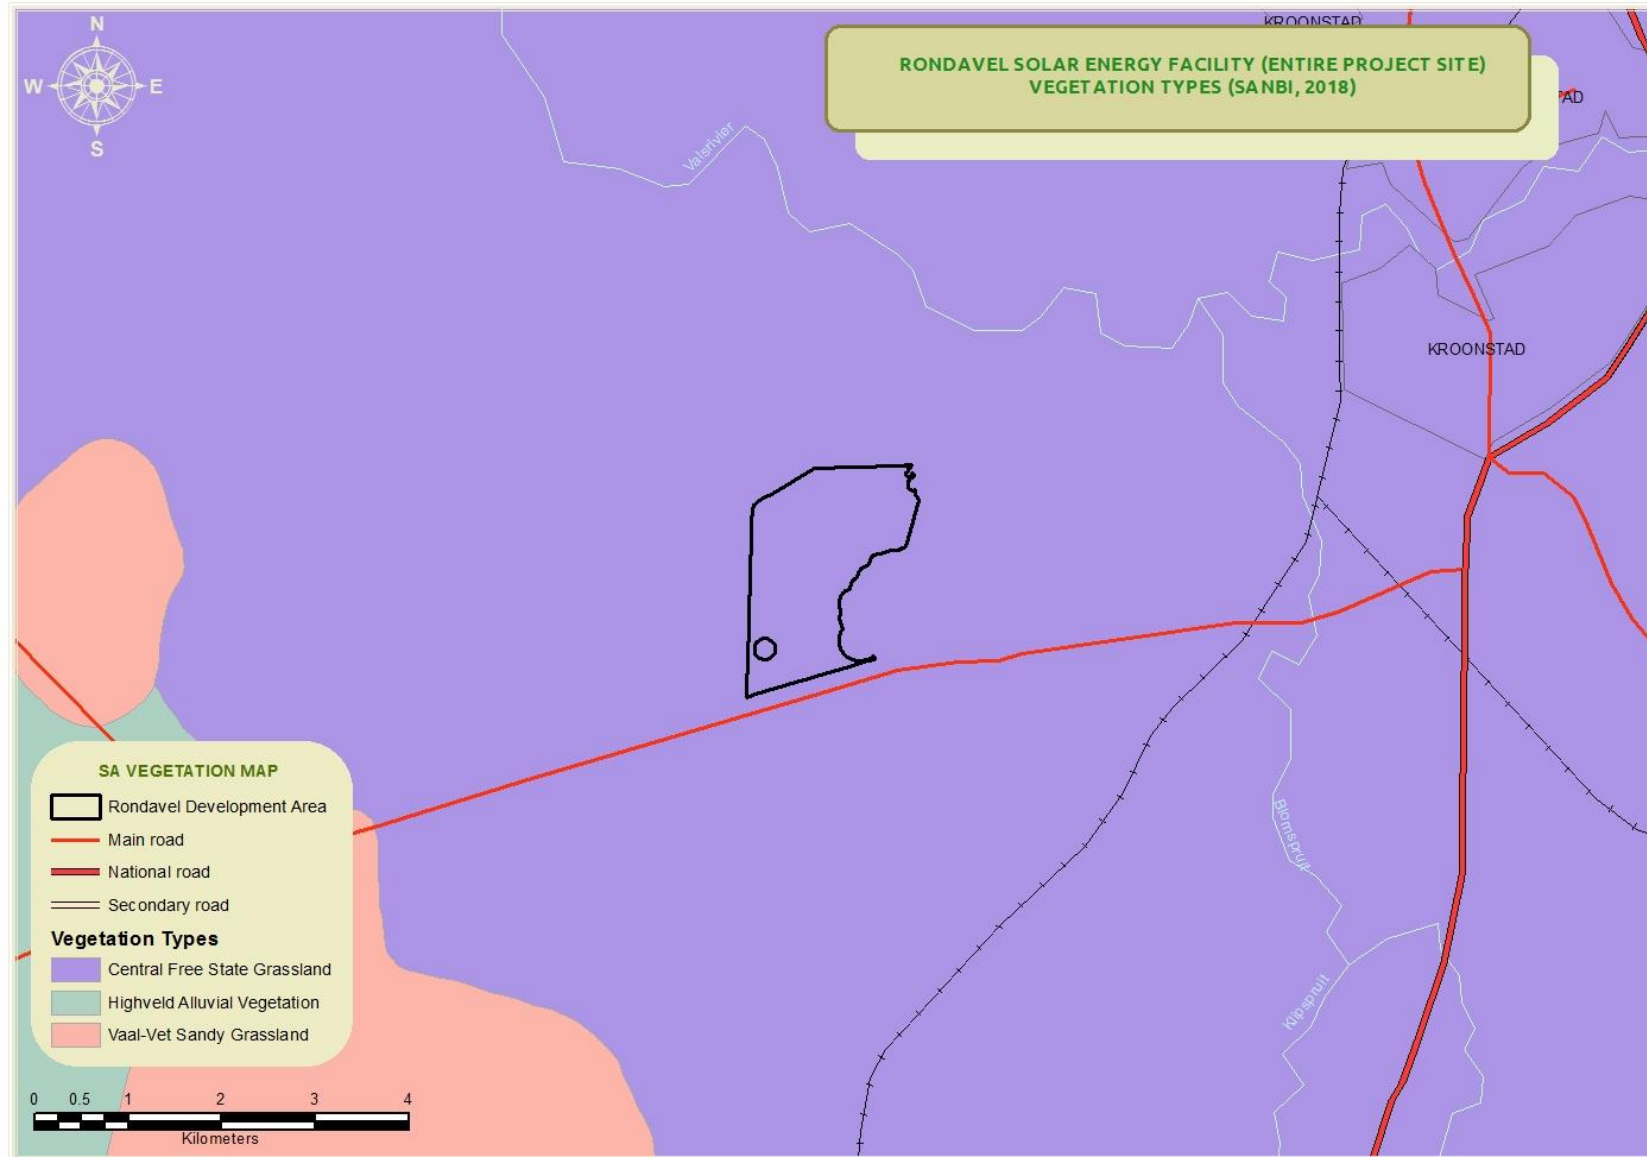 N
W
E
S
KROONSTAD
RONDAVEL SOLAR ENERGY FACILITY (ENTIRE PROJECT SITE)
VEGETATION TYPES (SANBI, 2018)
AD
Valsrivier
KROONSTAD
SA VEGETATION MAP
Rondavel Development Area
Main road
National road
Secondary road
Vegetation Types
Central Free State Grassland
Highveld Alluvial Vegetation
Vaal-Vet Sandy Grassland
Blomspruit
Klipspruit
0 0.5 1 2 3 4
Kilometers